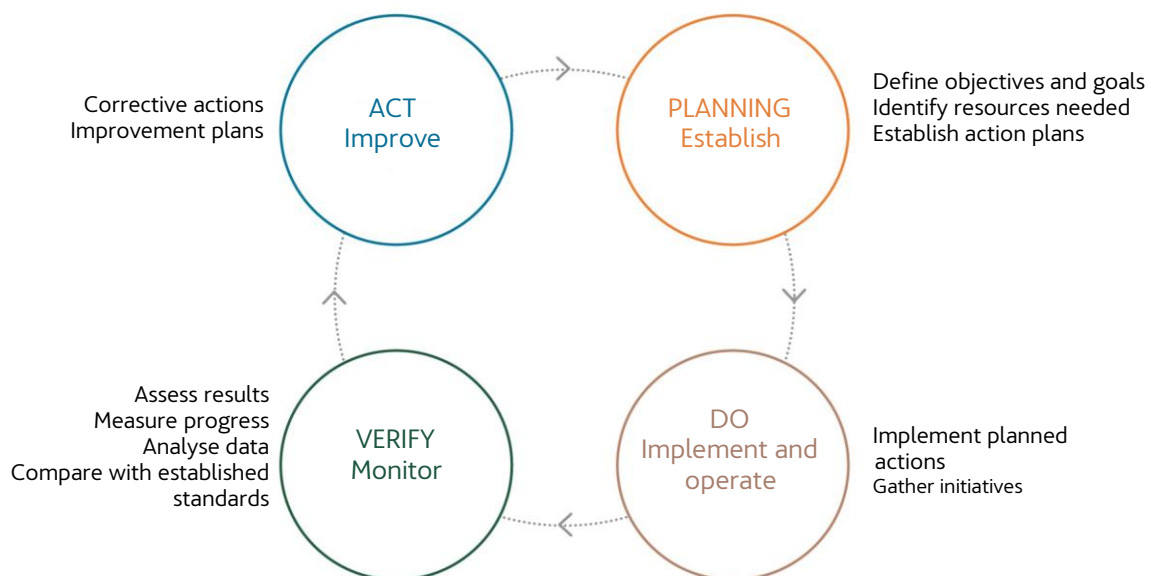 Corrective actions
Improvement plans
ACT
Improve
PLANNING
Establish
Define objectives and goals
Identify resources needed
Establish action plans
Assess results
Measure progress
Analyse data
Compare with established
standards
VERIFY
Monitor
DO
Implement and
operate
Implement planned
actions
Gather initiatives